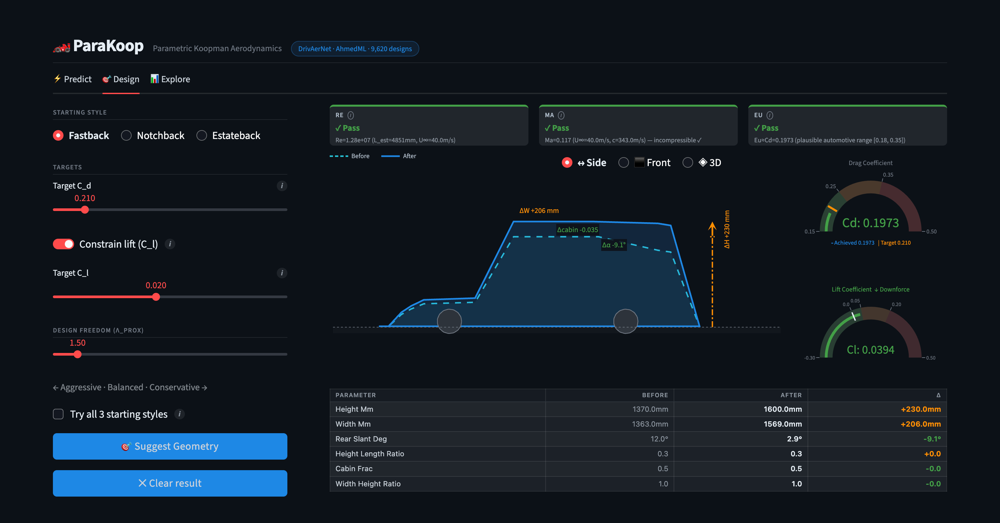 ParaKoop Parametric Koopman Aerodynamics DrivAerNet · AhmedML · 9,620 designs
Predict Design Explore
STARTING STYLE
Fastback Notchback Estateback
TARGETS
Target C_d i
0.210
Constrain lift (C_l) i
Target C_l i
0.020
DESIGN FREEDOM (Λ_PROX)
1.50
← Aggressive · Balanced · Conservative →
Try all 3 starting styles i
Suggest Geometry
✕ Clear result
RE i
✓ Pass
Re=1.28e+07 (L_est=4851mm, U∞=40.0m/s)
MA i
✓ Pass
Ma=0.117 (U∞=40.0m/s, c=343.0m/s) — incompressible ✓
EU i
✓ Pass
Eu≈Cd=0.1973 (plausible automotive range [0.18, 0.35])
Before After
↔ Side Front ◈ 3D
ΔW +206 mm
Δcabin -0.035
Δα -9.1°
ΔH +230 mm
Drag Coefficient
0.35
0.25
Cd: 0.1973
0.15 0.50
- Achieved 0.1973 | Target 0.210
Lift Coefficient ↓ Downforce
0.0 0.05 0.20
Cl: 0.0394
-0.30 0.50
PARAMETER BEFORE AFTER Δ
Height Mm 1370.0mm 1600.0mm +230.0mm
Width Mm 1363.0mm 1569.0mm +206.0mm
Rear Slant Deg 12.0° 2.9° -9.1°
Height Length Ratio 0.3 0.3 +0.0
Cabin Frac 0.5 0.5 -0.0
Width Height Ratio 1.0 1.0 -0.0